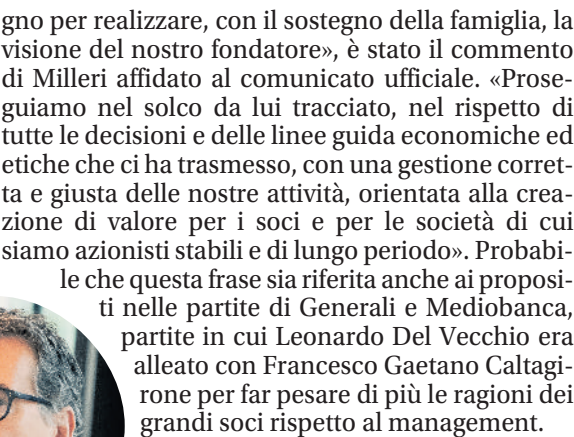 gno per realizzare, con il sostegno della famiglia, la
visione del nostro fondatore», è stato il commento
di Milleri affidato al comunicato ufficiale. «Prose-
guiamo nel solco da lui tracciato, nel rispetto di
tutte le decisioni e delle linee guida economiche ed
etiche che ci ha trasmesso, con una gestione corret-
ta e giusta delle nostre attività, orientata alla crea-
zione di valore per i soci e per le società di cui
siamo azionisti stabili e di lungo periodo». Probabi-
le che questa frase sia riferita anche ai proposi-
ti nelle partite di Generali e Mediobanca,
partite in cui Leonardo Del Vecchio era
alleato con Francesco Gaetano Caltagi-
rone per far pesare di più le ragioni dei
grandi soci rispetto al management.